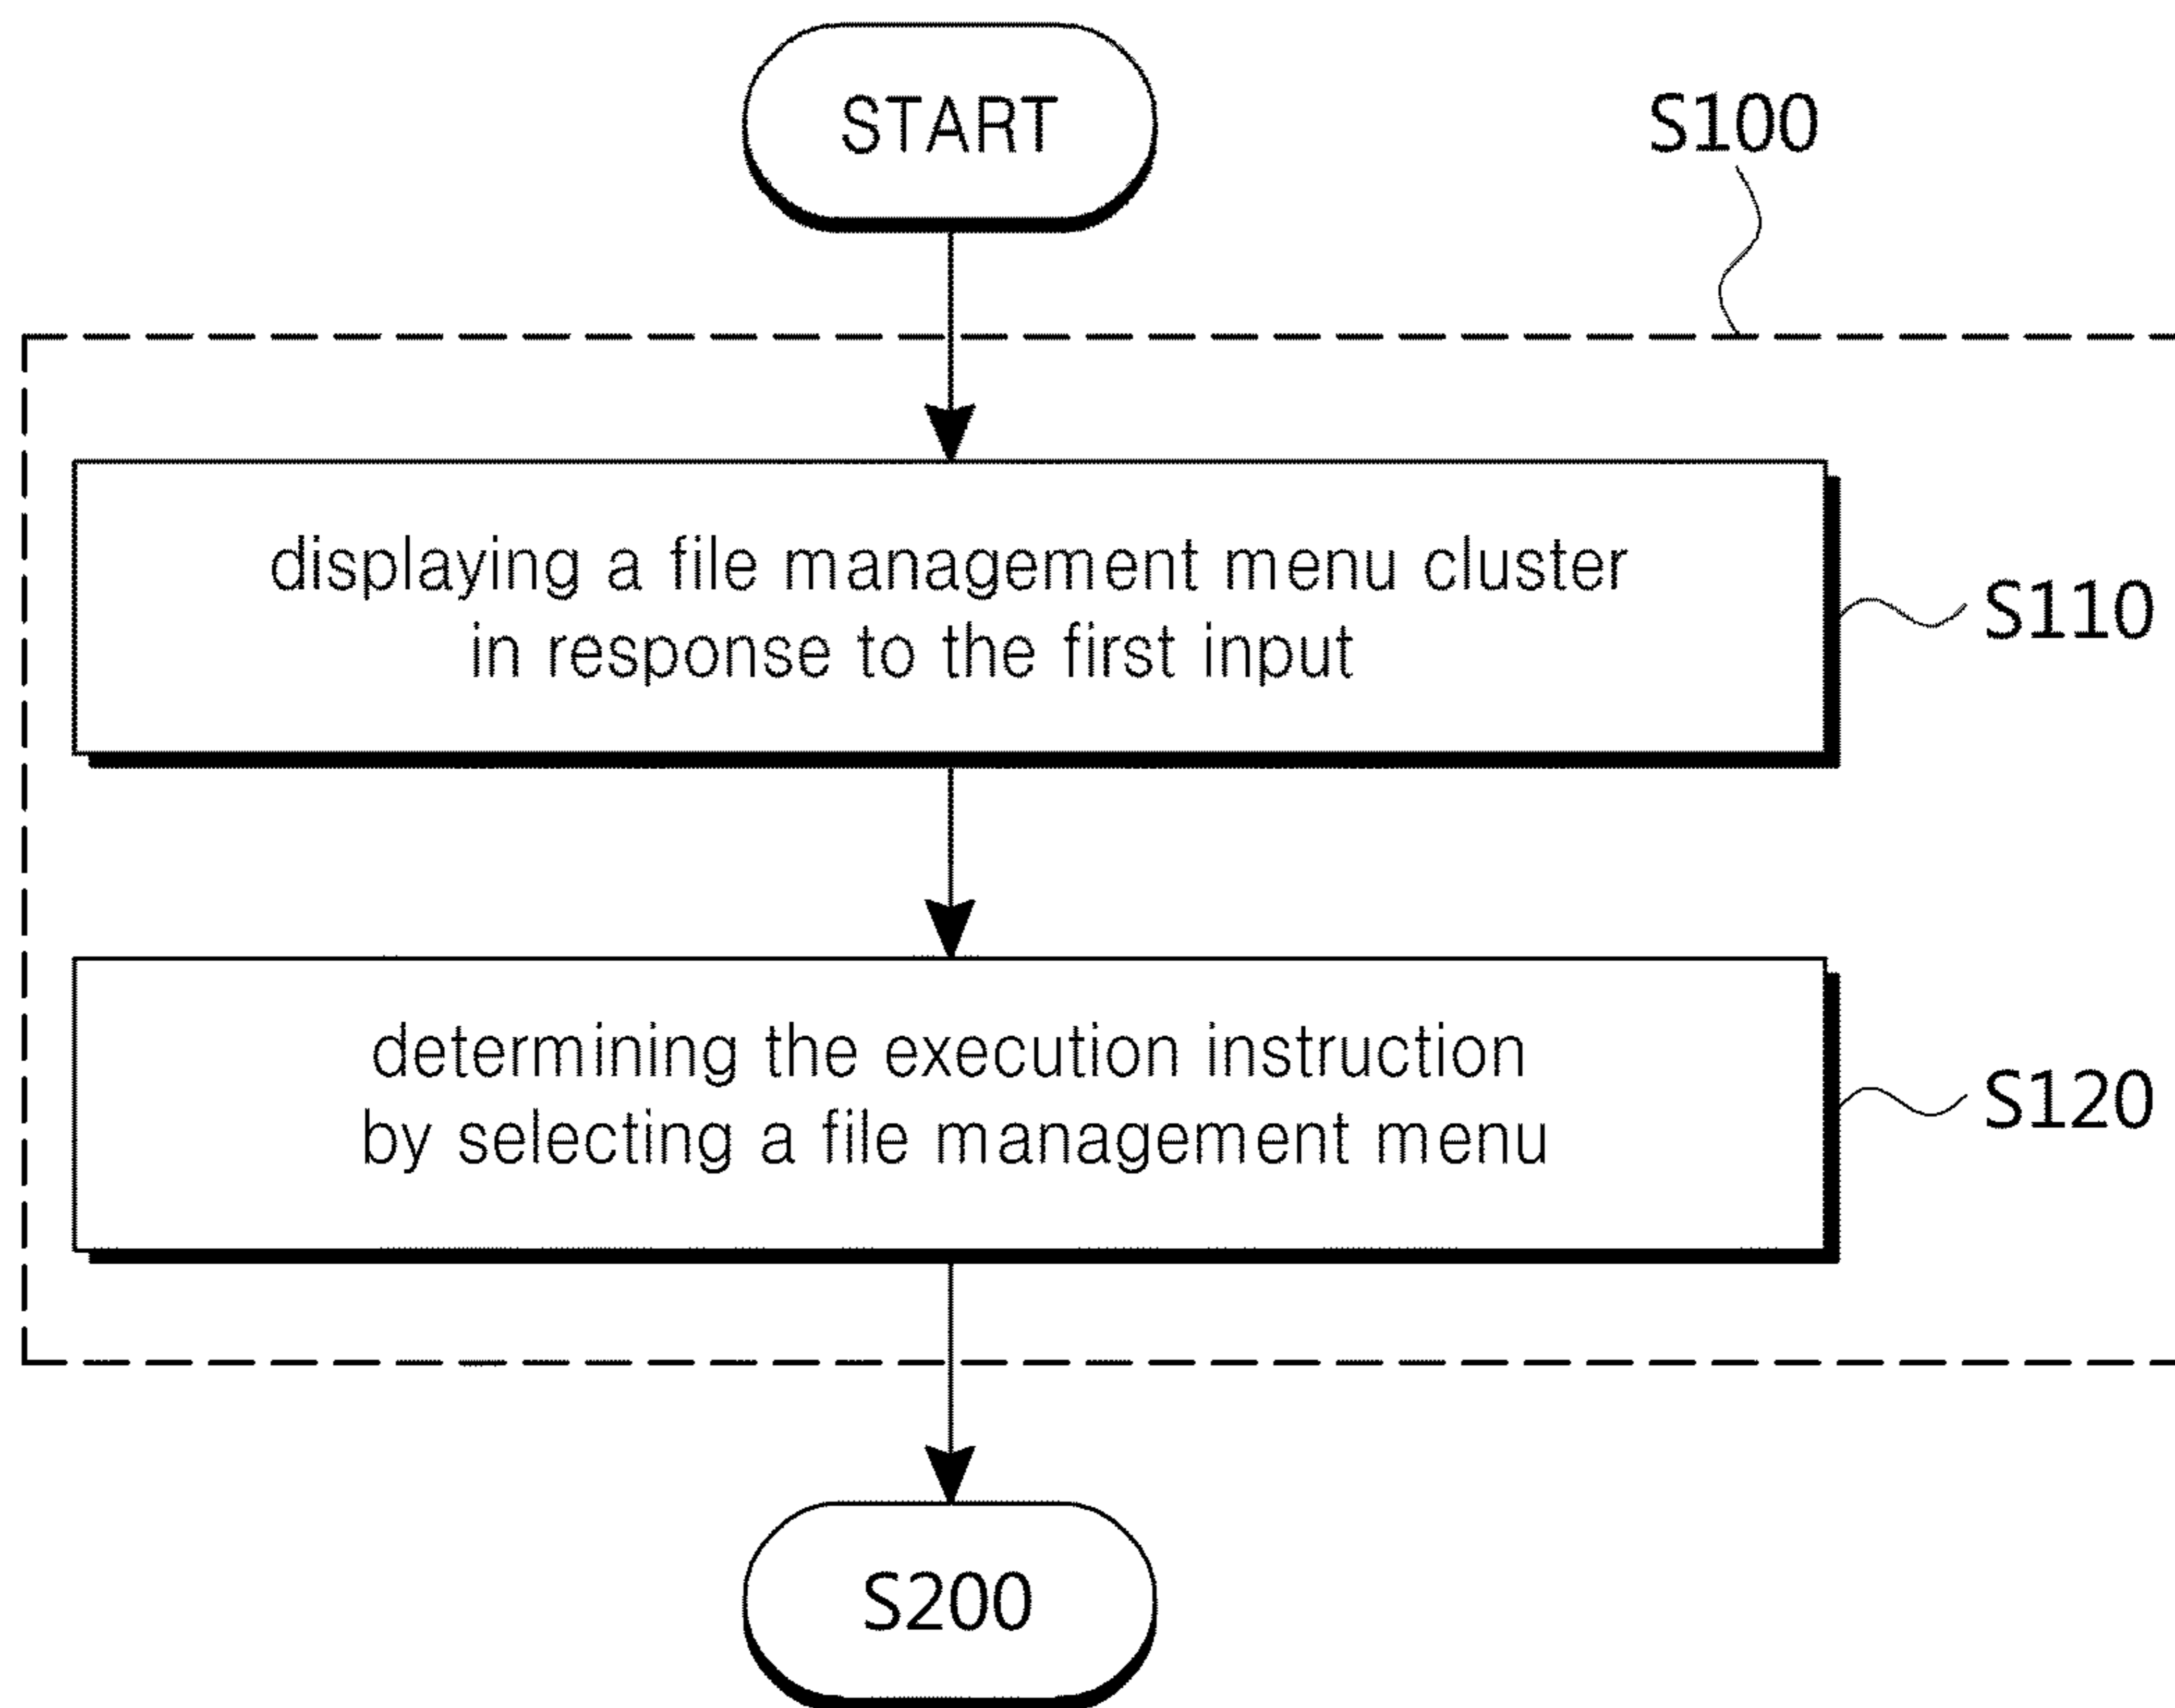 START
S100
displaying a file management menu cluster
in response to the first input
S110
determining the execution instruction
by selecting a file management menu
S120
S200